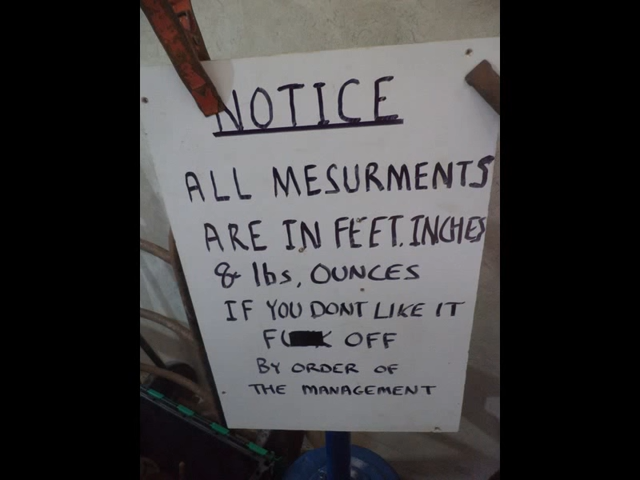 NOTICE
ALL MESURMENTS
ARE IN FEET. INCHES
& lbs, OUNCES
IF YOU DONT LIKE IT
F K OFF
BY ORDER OF
THE MANAGEMENT